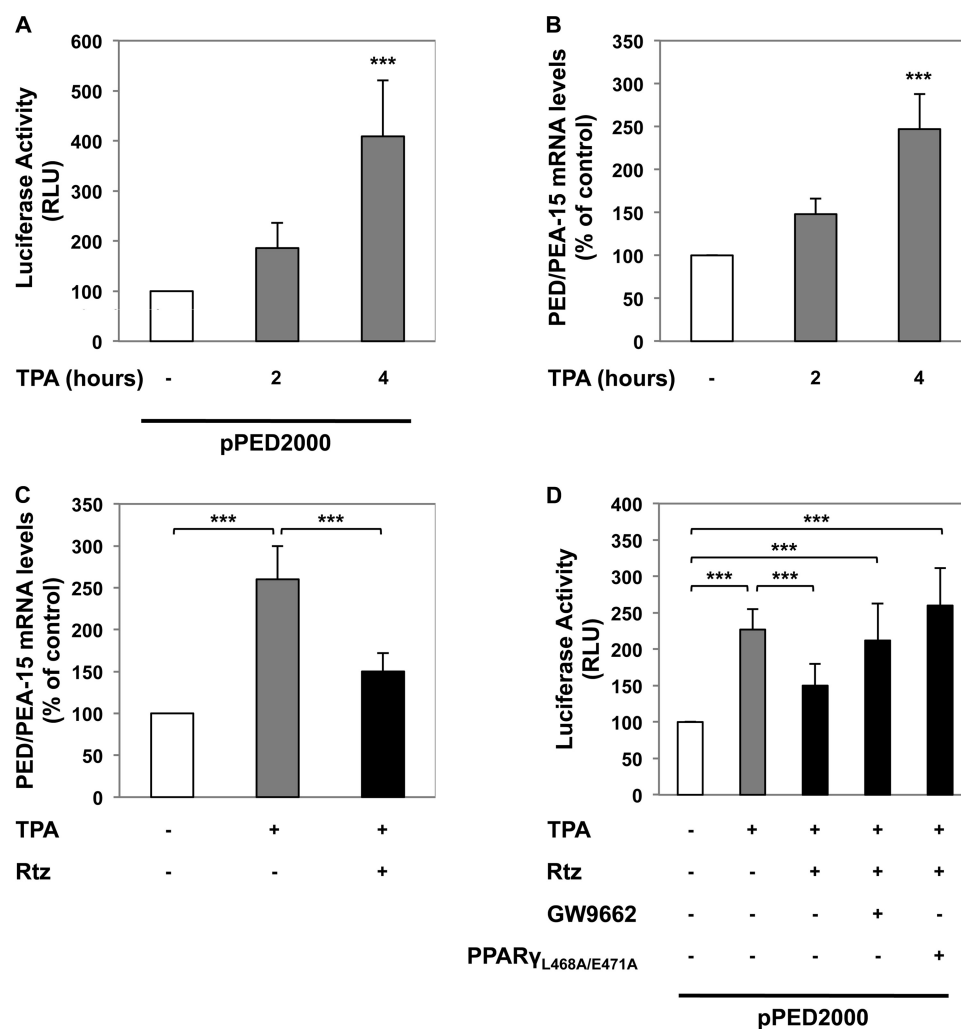 A
Luciferase Activity
(RLU)
600
500
400
300
200
100
0
***
TPA (hours) - 2 4
pPED2000
B
PED/PEA-15 mRNA levels
(% of control)
350
300
250
200
150
100
50
0
***
TPA (hours) - 2 4
C
PED/PEA-15 mRNA levels
(% of control)
350
300
250
200
150
100
50
0
*** ***
TPA - + +
Rtz - - +
D
Luciferase Activity
(RLU)
400
350
300
250
200
150
100
50
0
***
***
*** ***
TPA - + + + +
Rtz - - + + +
GW9662 - - - + -
PPARγL468A/E471A - - - - +
pPED2000